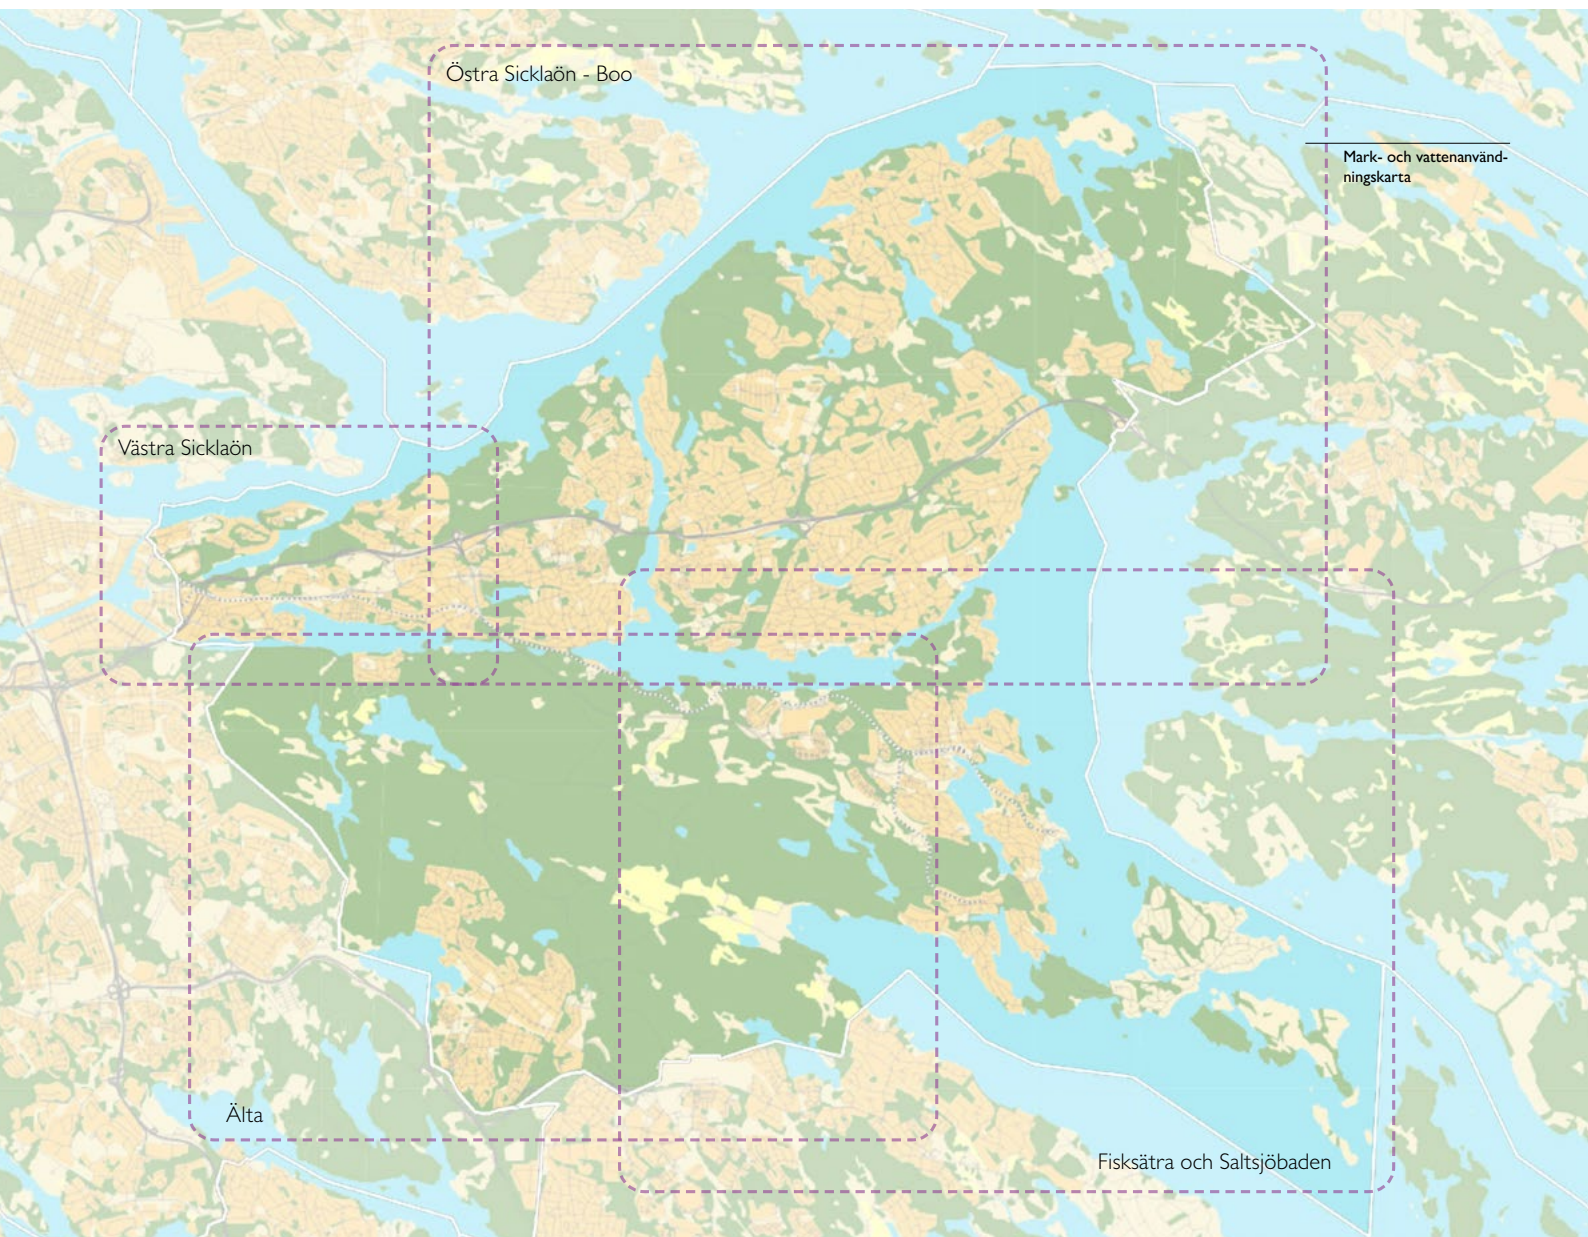 Östra Sicklaön - Boo
Mark- och vattenanvänd-
ningskarta
Västra Sicklaön
Älta
Fisksätra och Saltsjöbaden